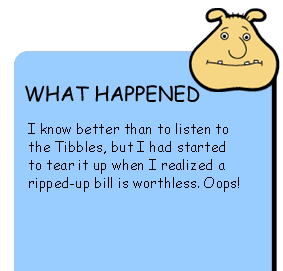 WHAT HAPPENED
I know better than to listen to
the Tibbles, but I had started
to tear it up when I realized a
ripped-up bill is worthless. Oops!